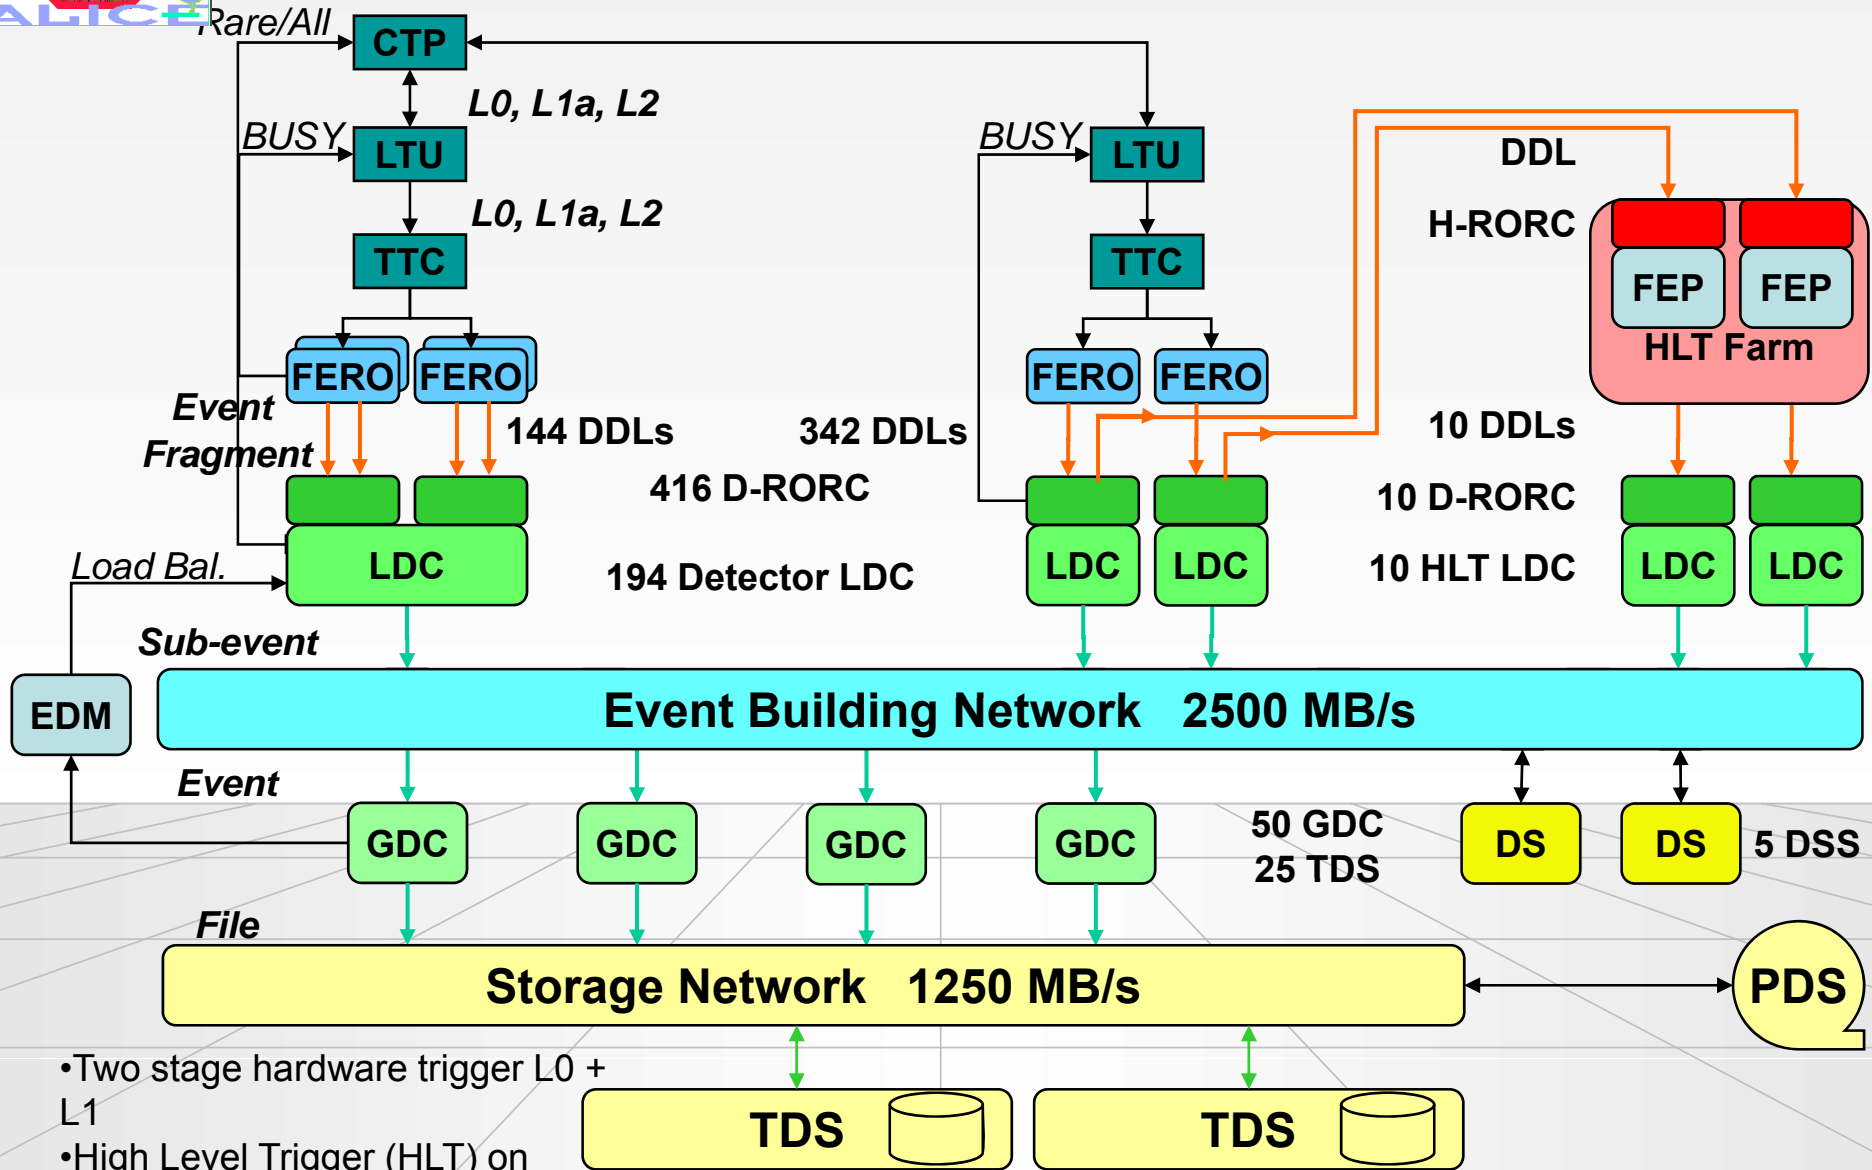 ALICE
Rare/All
CTP
L0, L1a, L2
BUSY
LTU
BUSY
LTU
DDL
L0, L1a, L2
H-RORC
TTC
TTC
FEP
FEP
HLT Farm
FERO
FERO
FERO
FERO
Event
Fragment
144 DDLs
342 DDLs
10 DDLs
416 D-RORC
10 D-RORC
Load Bal.
LDC
194 Detector LDC
LDC
LDC
10 HLT LDC
LDC
LDC
Sub-event
EDM
Event Building Network 2500 MB/s
Event
GDC
GDC
GDC
GDC
50 GDC
25 TDS
DS
DS
5 DSS
File
Storage Network 1250 MB/s
PDS
•Two stage hardware trigger L0 +
L1
•High Level Trigger (HLT) on
TDS
TDS